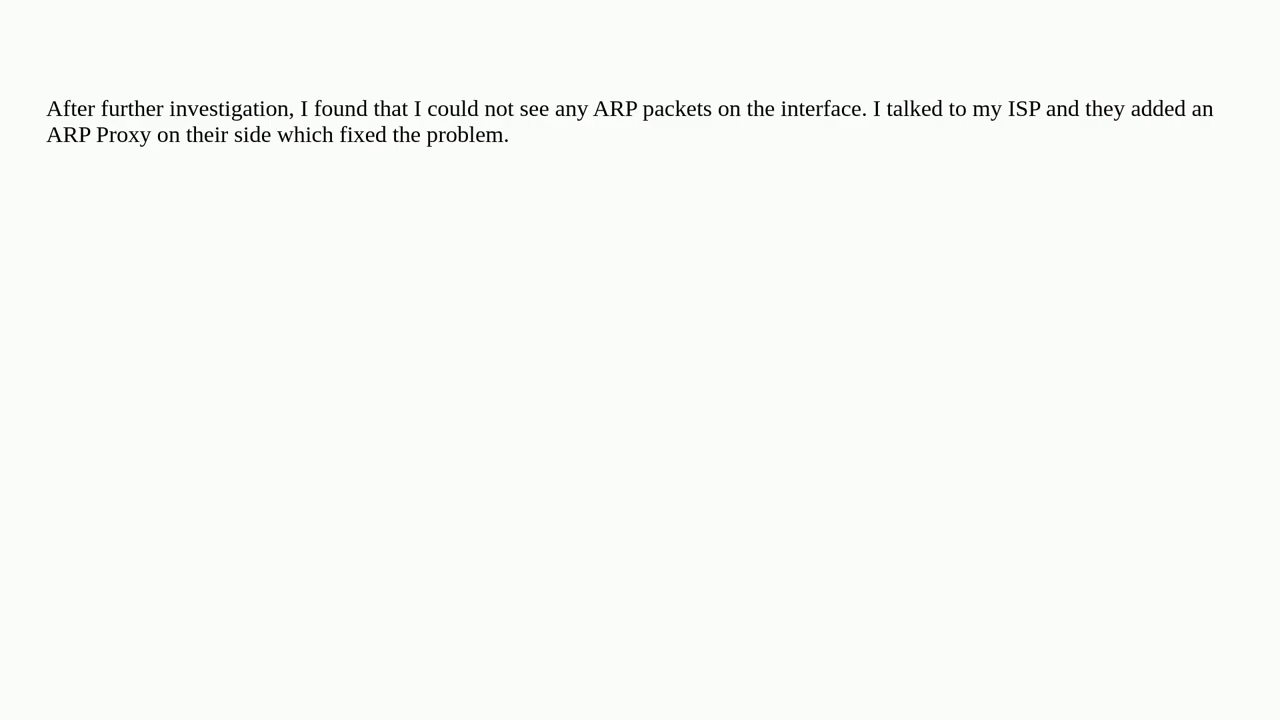 After further investigation, I found that I could not see any ARP packets on the interface. I talked to my ISP and they added an
ARP Proxy on their side which fixed the problem.